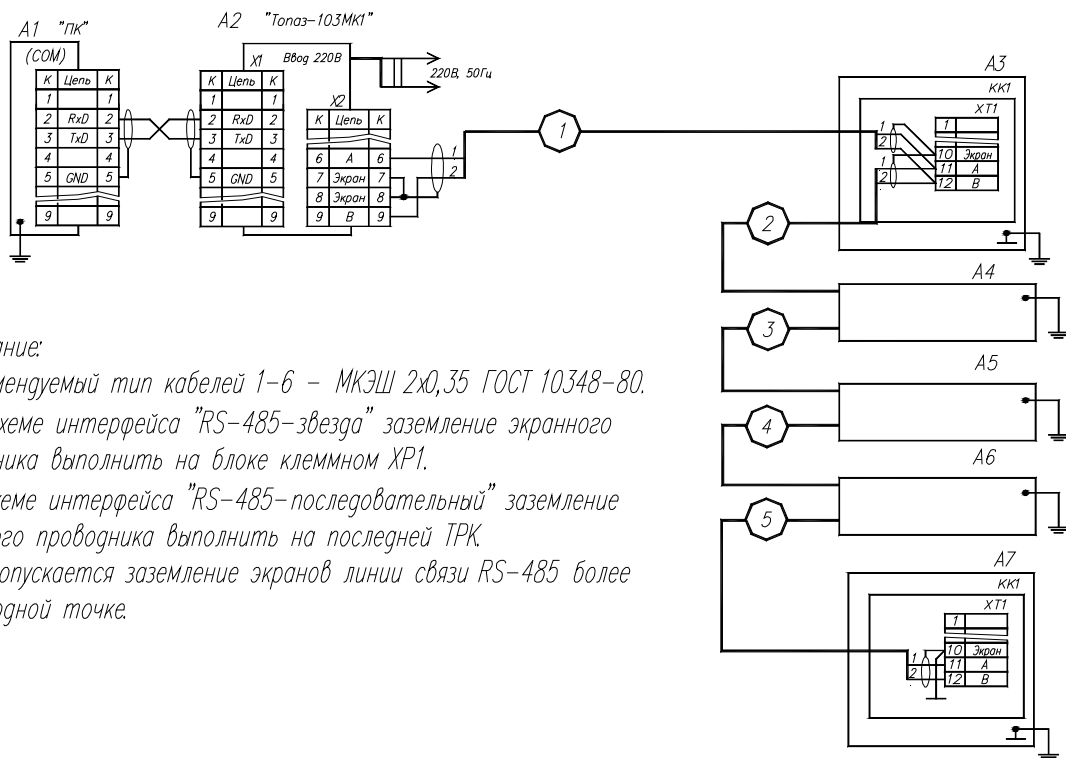 A1 "ПК"
(COM)
К Цепь К
1 1
2 RxD 2
3 TxD 3
4 4
5 GND 5
9 9
A2 "Топаз-103МК1"
X1
Ввод 220В
220В, 50Гц
К Цепь К
1 1
2 RxD 2
3 TxD 3
4 4
5 GND 5
9 9
X2
К Цепь К
6 A 6
7 Экран 7
8 Экран 8
9 B 9
1
2
1
A3
КК1
XT1
1
10 Экран
11 A
12 B
1
2
1
2
2
A4
3
A5
4
A6
5
A7
КК1
XT1
1
10 Экран
11 A
12 B
1
2
ание:
мендуемый тип кабелей 1-6 - МКЭШ 2х0,35 ГОСТ 10348-80.
хеме интерфейса "RS-485-звезда" заземление экранного
ника выполнить на блоке клеммном ХР1.
еме интерфейса "RS-485-последовательный" заземление
ого проводника выполнить на последней ТРК.
опускается заземление экранов линии связи RS-485 более
одной точке.